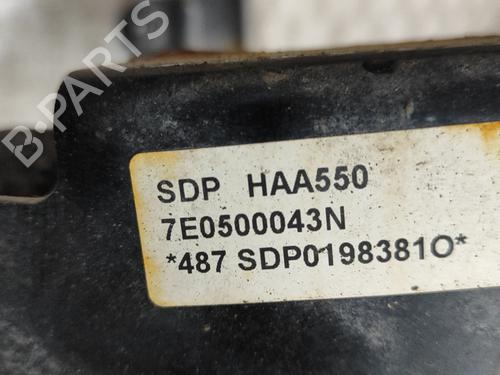 B-PARTS
SDP HAA550
7E0500043N
*487 SDP0198381O*